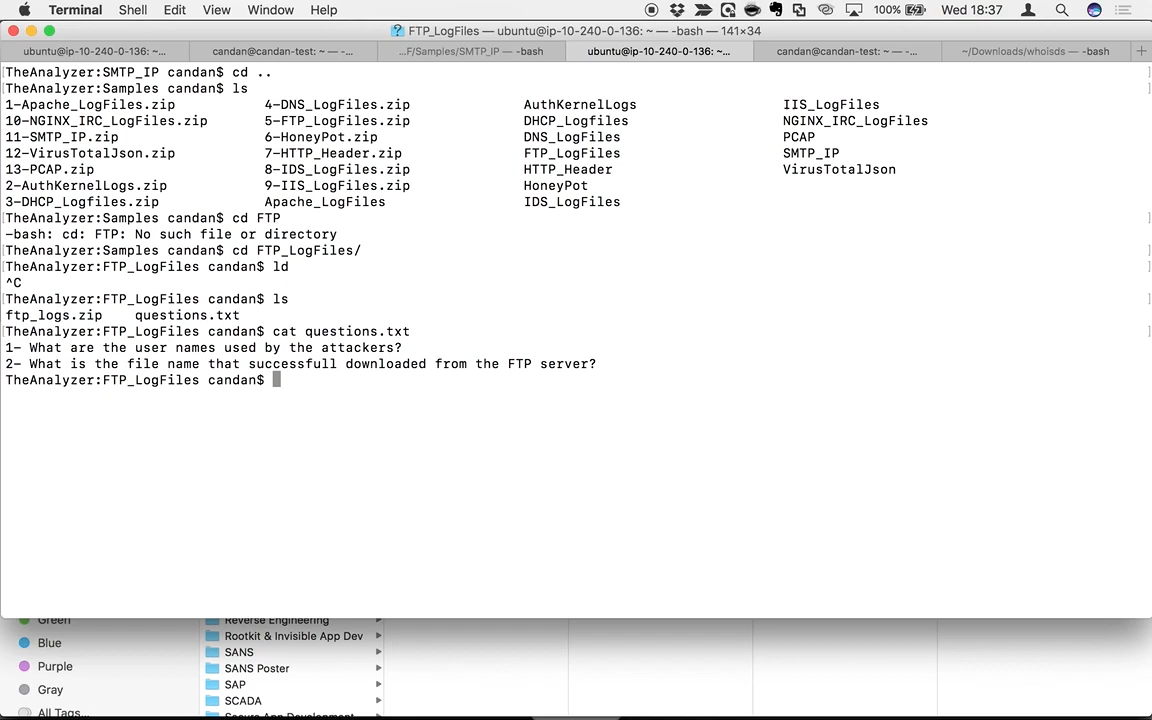 Terminal Shell Edit View Window Help 100% Wed 18:37
FTP_LogFiles — ubuntu@ip-10-240-0-136: ~ — -bash — 141×34
ubuntu@ip-10-240-0-136: ~... candan@candan-test: ~ — -... ...F/Samples/SMTP_IP — -bash ubuntu@ip-10-240-0-136: ~... candan@candan-test: ~ — -... ~/Downloads/whoisds — -bash
TheAnalyzer:SMTP_IP candan$ cd ..
TheAnalyzer:Samples candan$ ls
1-Apache_LogFiles.zip 4-DNS_LogFiles.zip AuthKernelLogs IIS_LogFiles
10-NGINX_IRC_LogFiles.zip 5-FTP_LogFiles.zip DHCP_Logfiles NGINX_IRC_LogFiles
11-SMTP_IP.zip 6-HoneyPot.zip DNS_LogFiles PCAP
12-VirusTotalJson.zip 7-HTTP_Header.zip FTP_LogFiles SMTP_IP
13-PCAP.zip 8-IDS_LogFiles.zip HTTP_Header VirusTotalJson
2-AuthKernelLogs.zip 9-IIS_LogFiles.zip HoneyPot
3-DHCP_Logfiles.zip Apache_LogFiles IDS_LogFiles
TheAnalyzer:Samples candan$ cd FTP
-bash: cd: FTP: No such file or directory
TheAnalyzer:Samples candan$ cd FTP_LogFiles/
TheAnalyzer:FTP_LogFiles candan$ ld
^C
TheAnalyzer:FTP_LogFiles candan$ ls
ftp_logs.zip questions.txt
TheAnalyzer:FTP_LogFiles candan$ cat questions.txt
1- What are the user names used by the attackers?
2- What is the file name that successfull downloaded from the FTP server?
TheAnalyzer:FTP_LogFiles candan$
Green Reverse Engineering
Blue Rootkit & Invisible App Dev
SANS
Purple SANS Poster
Gray SAP
SCADA
All Tags... Secure App Development